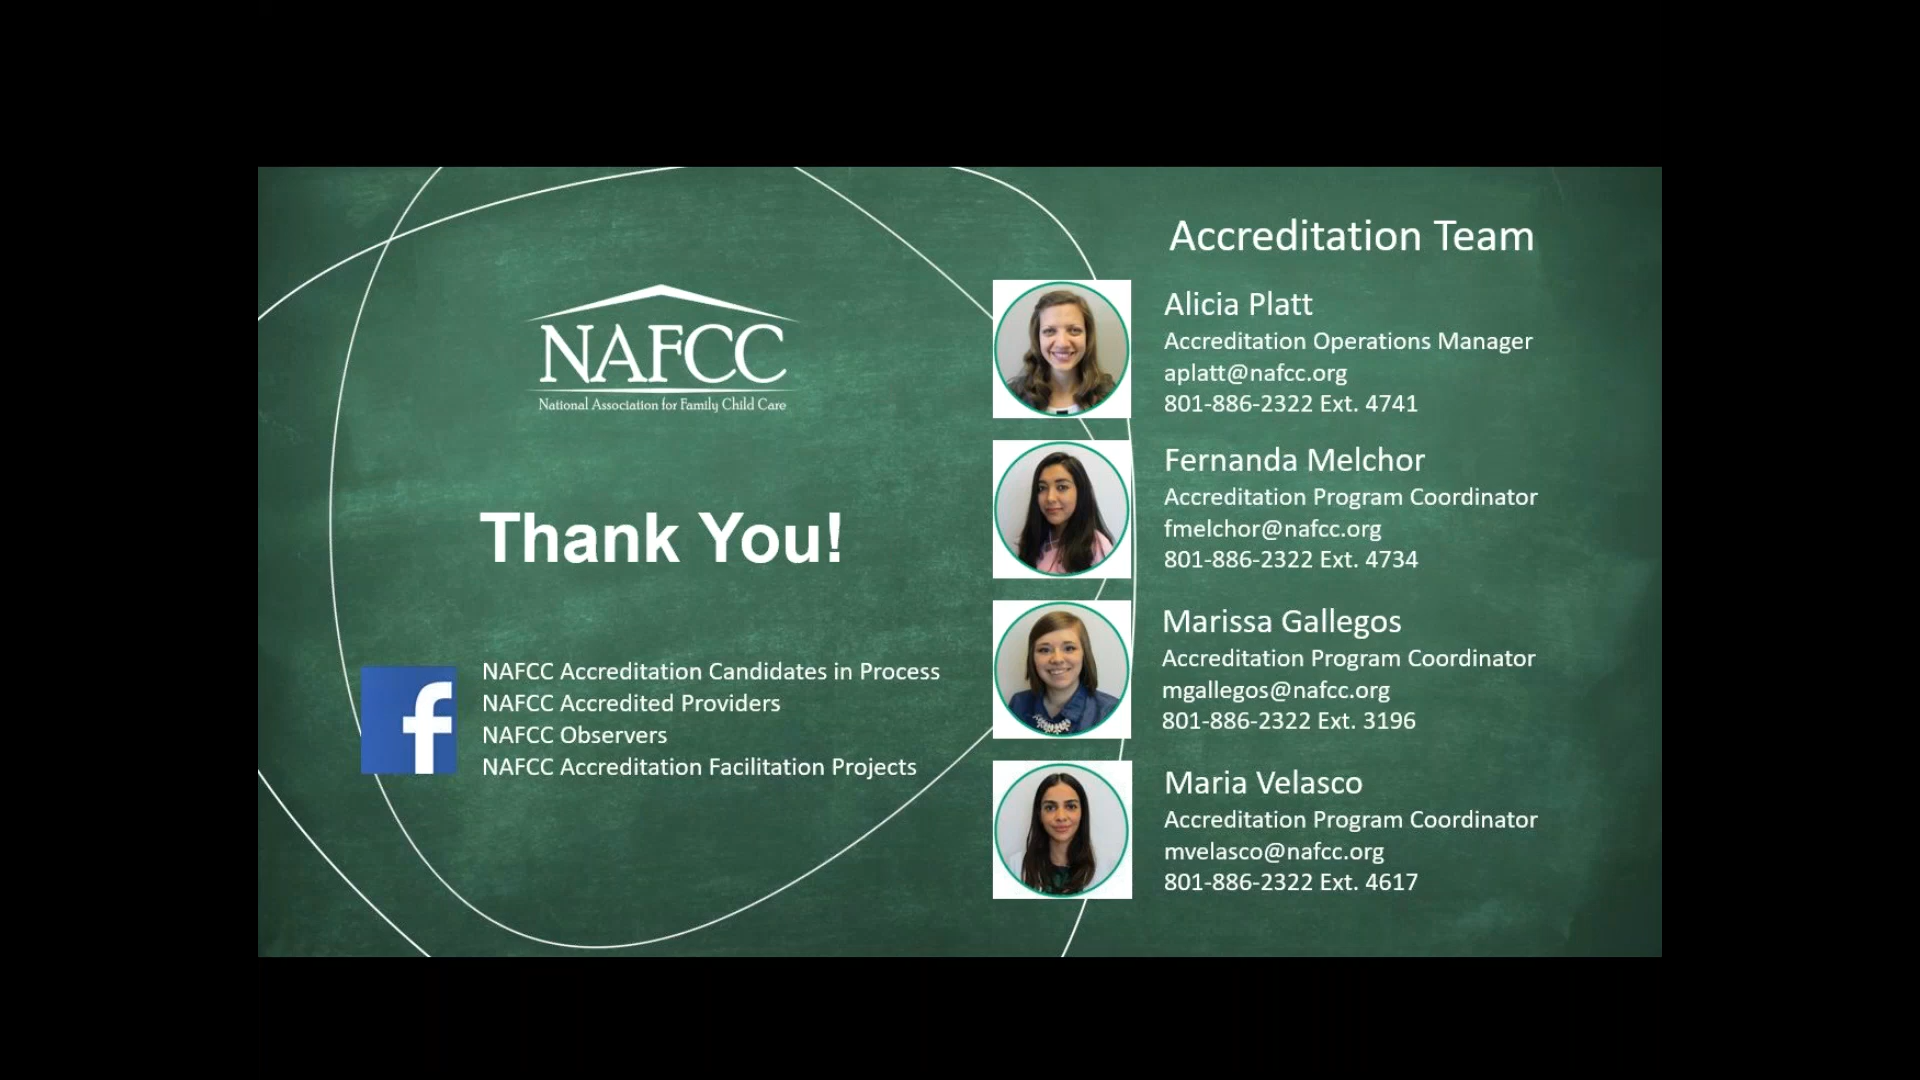 NAFCC
National Association for Family Child Care
Thank You!
f
NAFCC Accreditation Candidates in Process
NAFCC Accredited Providers
NAFCC Observers
NAFCC Accreditation Facilitation Projects
Accreditation Team
Alicia Platt
Accreditation Operations Manager
aplatt@nafcc.org
801-886-2322 Ext. 4741
Fernanda Melchor
Accreditation Program Coordinator
fmelchor@nafcc.org
801-886-2322 Ext. 4734
Marissa Gallegos
Accreditation Program Coordinator
mgallegos@nafcc.org
801-886-2322 Ext. 3196
Maria Velasco
Accreditation Program Coordinator
mvelasco@nafcc.org
801-886-2322 Ext. 4617